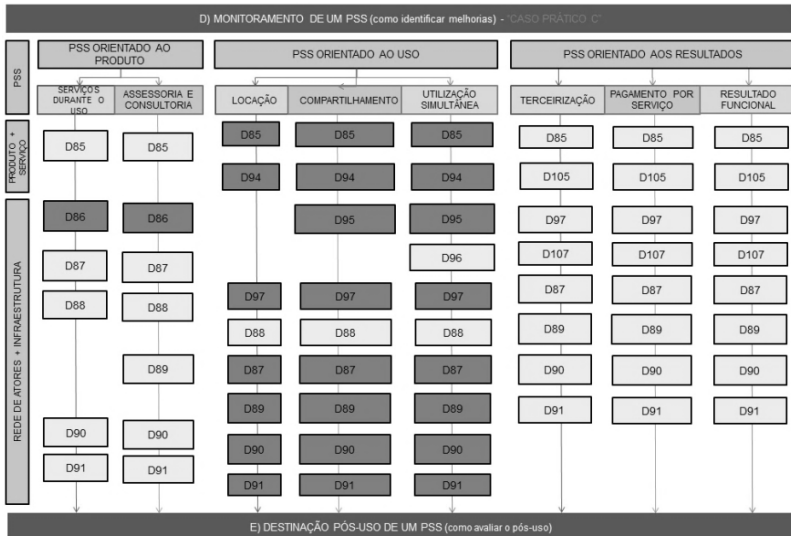 D) MONITORAMENTO DE UM PSS (como identificar melhorias) - "CASO PRÁTICO C"
PSS
PSS ORIENTADO AO
PRODUTO
PSS ORIENTADO AO USO
PSS ORIENTADO AOS RESULTADOS
SERVIÇOS
DURANTE O
USO
ASSESSORIA E
CONSULTORIA
LOCAÇÃO
COMPARTILHAMENTO
UTILIZAÇÃO
SIMULTÂNEA
TERCEIRIZAÇÃO
PAGAMENTO POR
SERVIÇO
RESULTADO
FUNCIONAL
PRODUTO +
SERVIÇO
D85 D85 D85 D85 D85 D85 D85 D85
D94 D94 D94 D105 D105 D105
REDE DE ATORES + INFRAESTRUTURA
D86 D86 D95 D95 D97 D97 D97
D87 D87 D96 D107 D107 D107
D88 D88 D97 D97 D97 D87 D87 D87
D88 D88 D88 D89 D89 D89
D89 D87 D87 D87 D90 D90 D90
D89 D89 D89 D91 D91 D91
D90 D90 D90 D90 D90
D91 D91 D91 D91 D91
E) DESTINAÇÃO PÓS-USO DE UM PSS (como avaliar o pós-uso)